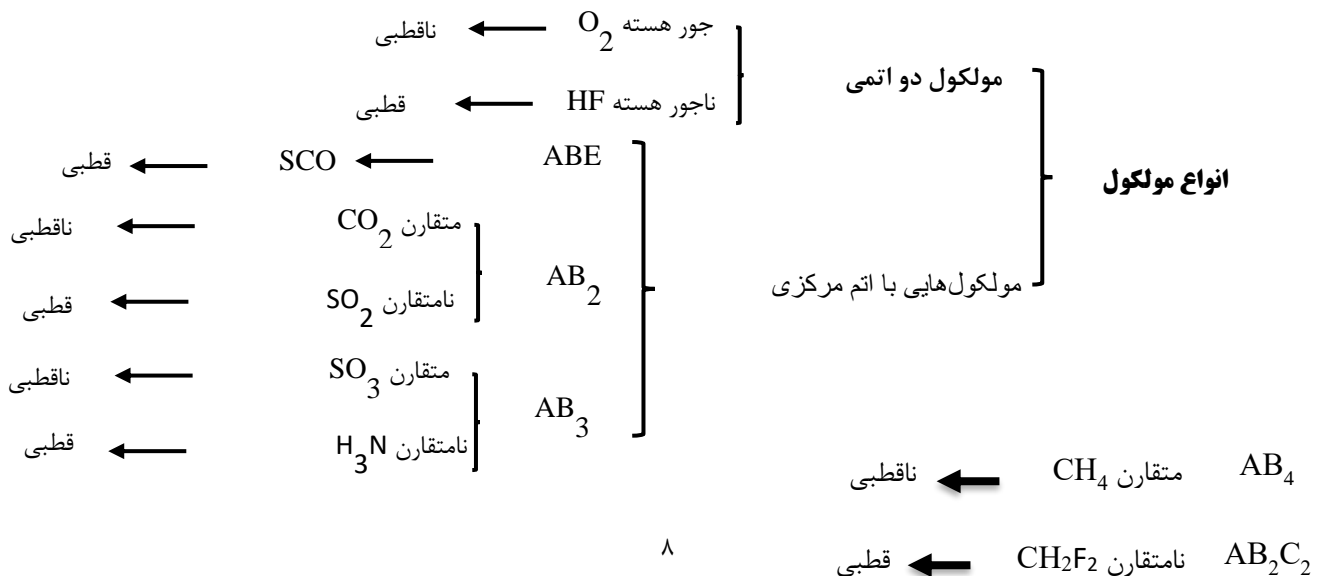 جور هسته O2 ناقطبی
مولکول دو اتمی
ناجور هسته HF قطبی
ABE SCO قطبی
انواع مولکول
متقارن CO2 ناقطبی
AB2
مولکول‌هایی با اتم مرکزی
نامتقارن SO2 قطبی
متقارن SO3 ناقطبی
AB3
نامتقارن H3N قطبی
AB4 متقارن CH4 ناقطبی
AB2C2 نامتقارن CH2F2 قطبی
۸